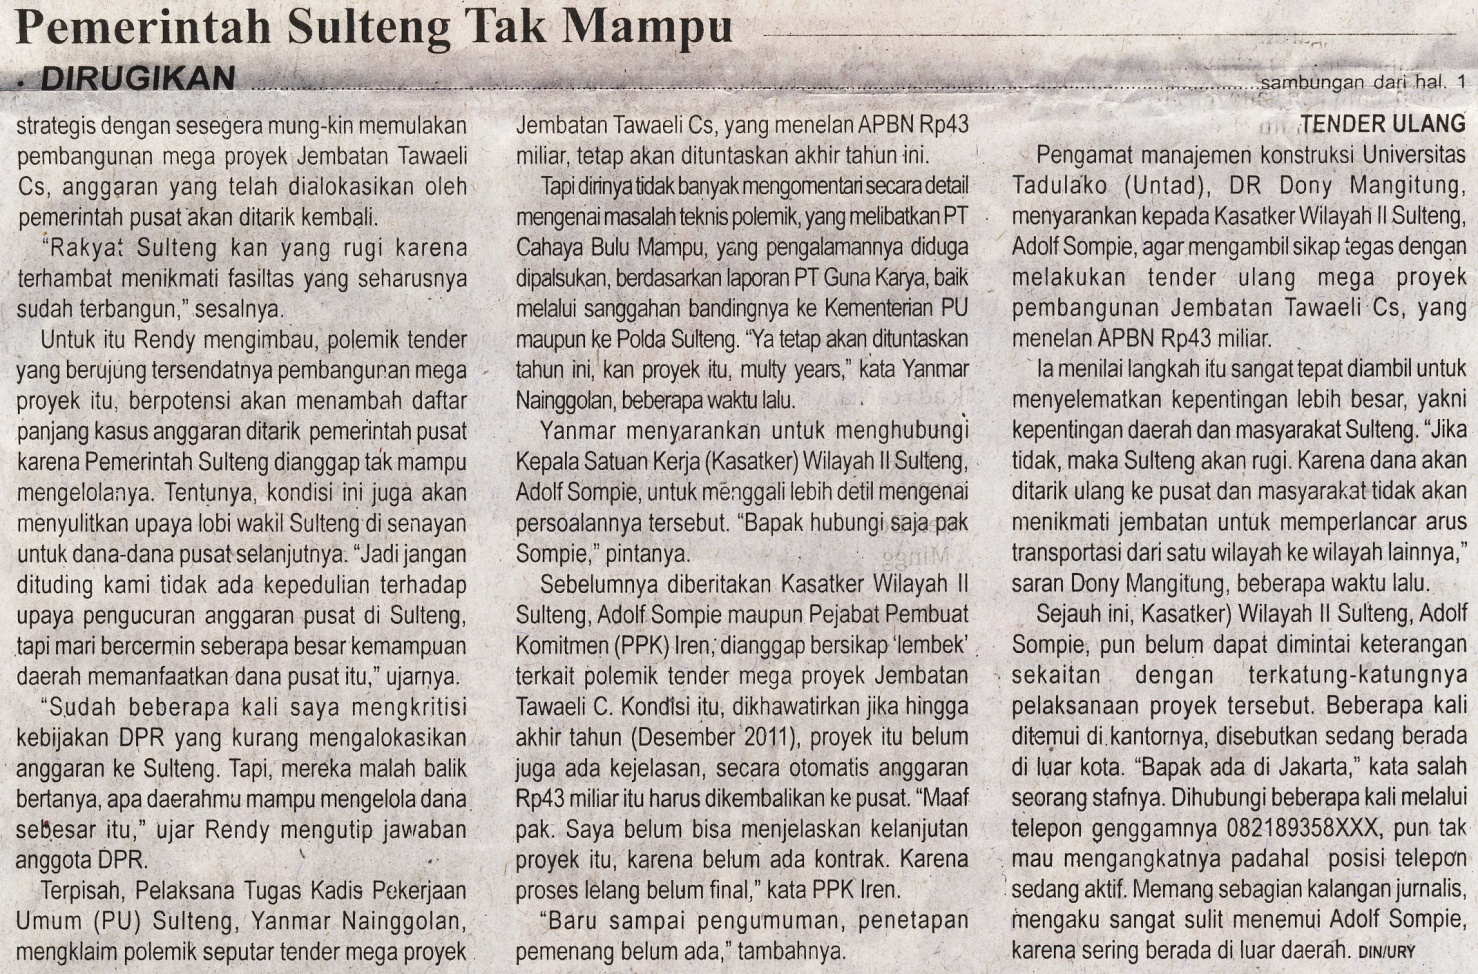 Pemerintah Sulteng Tak Mampu
• DIRUGIKAN
sambungan dari hal. 1
strategis dengan sesegera mung-kin memulakan
pembangunan mega proyek Jembatan Tawaeli
Cs, anggaran yang telah dialokasikan oleh
pemerintah pusat akan ditarik kembali.
“Rakyat Sulteng kan yang rugi karena
terhambat menikmati fasiltas yang seharusnya
sudah terbangun,” sesalnya.
Untuk itu Rendy mengimbau, polemik tender
yang berujung tersendatnya pembangunan mega
proyek itu, berpotensi akan menambah daftar
panjang kasus anggaran ditarik pemerintah pusat
karena Pemerintah Sulteng dianggap tak mampu
mengelolanya. Tentunya, kondisi ini juga akan
menyulitkan upaya lobi wakil Sulteng di senayan
untuk dana-dana pusat selanjutnya. “Jadi jangan
dituding kami tidak ada kepedulian terhadap
upaya pengucuran anggaran pusat di Sulteng,
tapi mari bercermin seberapa besar kemampuan
daerah memanfaatkan dana pusat itu,” ujarnya.
“Sudah beberapa kali saya mengkritisi
kebijakan DPR yang kurang mengalokasikan
anggaran ke Sulteng. Tapi, mereka malah balik
bertanya, apa daerahmu mampu mengelola dana
sebesar itu,” ujar Rendy mengutip jawaban
anggota DPR.
Terpisah, Pelaksana Tugas Kadis Pekerjaan
Umum (PU) Sulteng, Yanmar Nainggolan,
mengklaim polemik seputar tender mega proyek
Jembatan Tawaeli Cs, yang menelan APBN Rp43
miliar, tetap akan dituntaskan akhir tahun ini.
Tapi dirinya tidak banyak mengomentari secara detail
mengenai masalah teknis polemik, yang melibatkan PT
Cahaya Bulu Mampu, yang pengalamannya diduga
dipalsukan, berdasarkan laporan PT Guna Karya, baik
melalui sanggahan bandingnya ke Kementerian PU
maupun ke Polda Sulteng. “Ya tetap akan dituntaskan
tahun ini, kan proyek itu, multy years,” kata Yanmar
Nainggolan, beberapa waktu lalu.
Yanmar menyarankan untuk menghubungi
Kepala Satuan Kerja (Kasatker) Wilayah II Sulteng,
Adolf Sompie, untuk menggali lebih detil mengenai
persoalannya tersebut. “Bapak hubungi saja pak
Sompie,” pintanya.
Sebelumnya diberitakan Kasatker Wilayah II
Sulteng, Adolf Sompie maupun Pejabat Pembuat
Komitmen (PPK) Iren, dianggap bersikap ‘lembek’
terkait polemik tender mega proyek Jembatan
Tawaeli C. Kondisi itu, dikhawatirkan jika hingga
akhir tahun (Desember 2011), proyek itu belum
juga ada kejelasan, secara otomatis anggaran
Rp43 miliar itu harus dikembalikan ke pusat. “Maaf
pak. Saya belum bisa menjelaskan kelanjutan
proyek itu, karena belum ada kontrak. Karena
proses lelang belum final,” kata PPK Iren.
“Baru sampai pengumuman, penetapan
pemenang belum ada,” tambahnya.
TENDER ULANG
Pengamat manajemen konstruksi Universitas
Tadulako (Untad), DR Dony Mangitung,
menyarankan kepada Kasatker Wilayah II Sulteng,
Adolf Sompie, agar mengambil sikap tegas dengan
melakukan tender ulang mega proyek
pembangunan Jembatan Tawaeli Cs, yang
menelan APBN Rp43 miliar.
Ia menilai langkah itu sangat tepat diambil untuk
menyelematkan kepentingan lebih besar, yakni
kepentingan daerah dan masyarakat Sulteng. “Jika
tidak, maka Sulteng akan rugi. Karena dana akan
ditarik ulang ke pusat dan masyarakat tidak akan
menikmati jembatan untuk memperlancar arus
transportasi dari satu wilayah ke wilayah lainnya,”
saran Dony Mangitung, beberapa waktu lalu.
Sejauh ini, Kasatker) Wilayah II Sulteng, Adolf
Sompie, pun belum dapat dimintai keterangan
sekaitan dengan terkatung-katungnya
pelaksanaan proyek tersebut. Beberapa kali
ditemui di kantornya, disebutkan sedang berada
di luar kota. “Bapak ada di Jakarta,” kata salah
seorang stafnya. Dihubungi beberapa kali melalui
telepon genggamnya 082189358XXX, pun tak
mau mengangkatnya padahal posisi telepon
sedang aktif. Memang sebagian kalangan jurnalis,
mengaku sangat sulit menemui Adolf Sompie,
karena sering berada di luar daerah. DIN/URY